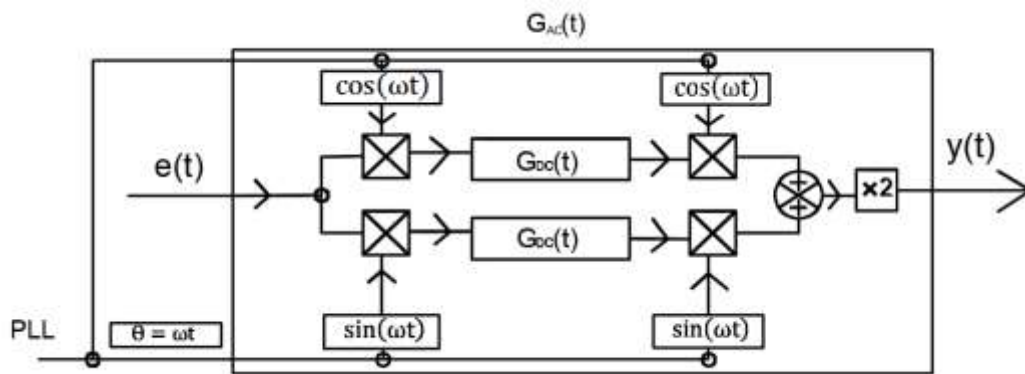 G_AC(t)
cos(ωt)
cos(ωt)
e(t)
G_DC(t)
y(t)
×2
G_DC(t)
PLL
θ = ωt
sin(ωt)
sin(ωt)